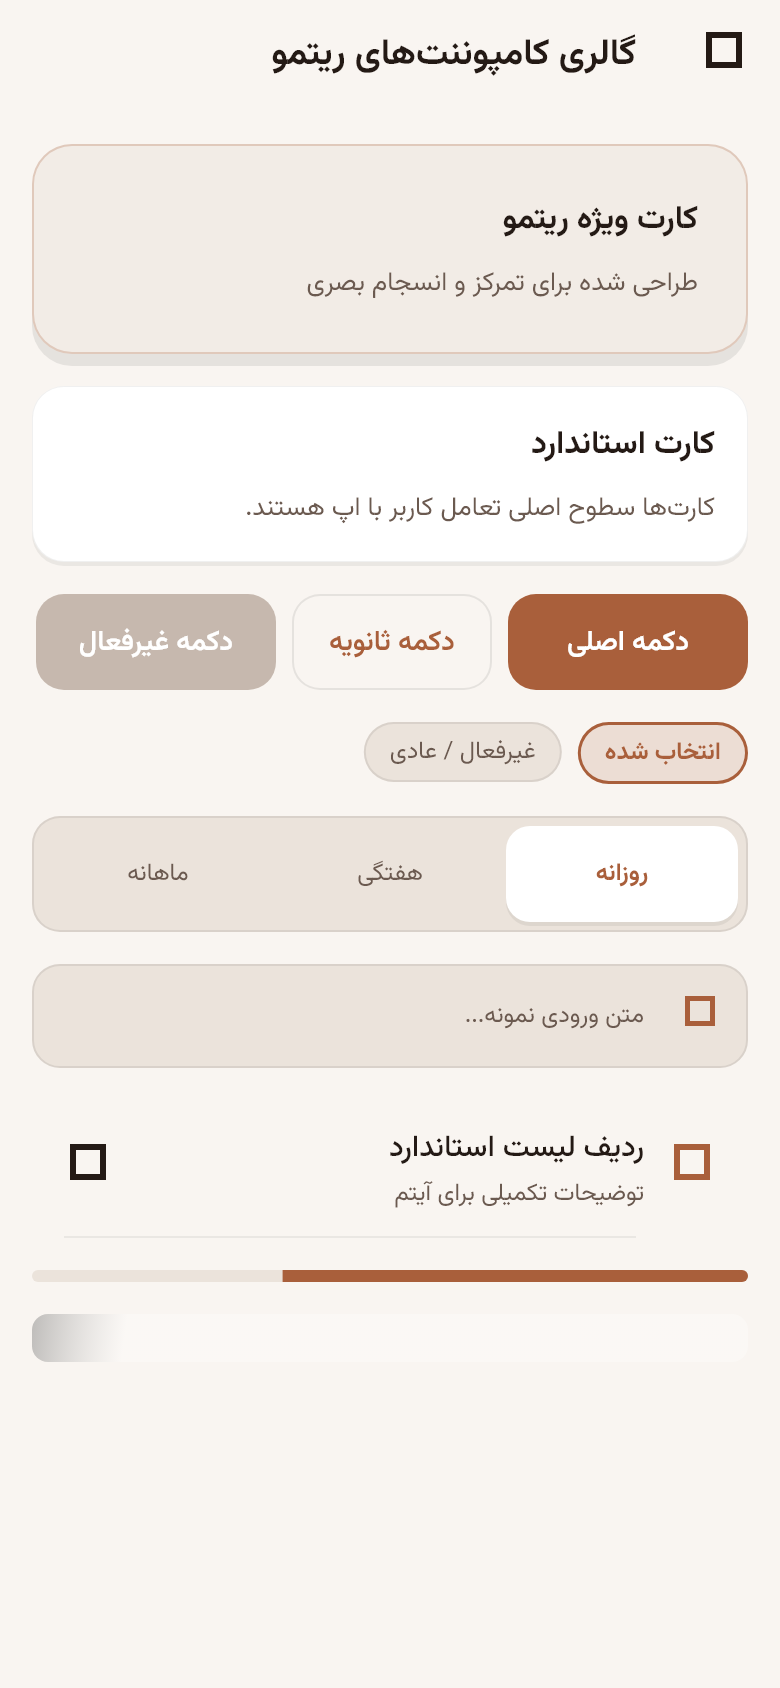 گالری کامپوننت‌های ریتمو
کارت ویژه ریتمو
طراحی شده برای تمرکز و انسجام بصری
کارت استاندارد
کارت‌ها سطوح اصلی تعامل کاربر با اپ هستند.
دکمه اصلی
دکمه ثانویه
دکمه غیرفعال
انتخاب شده
غیرفعال / عادی
روزانه
هفتگی
ماهانه
متن ورودی نمونه...
ردیف لیست استاندارد
توضیحات تکمیلی برای آیتم